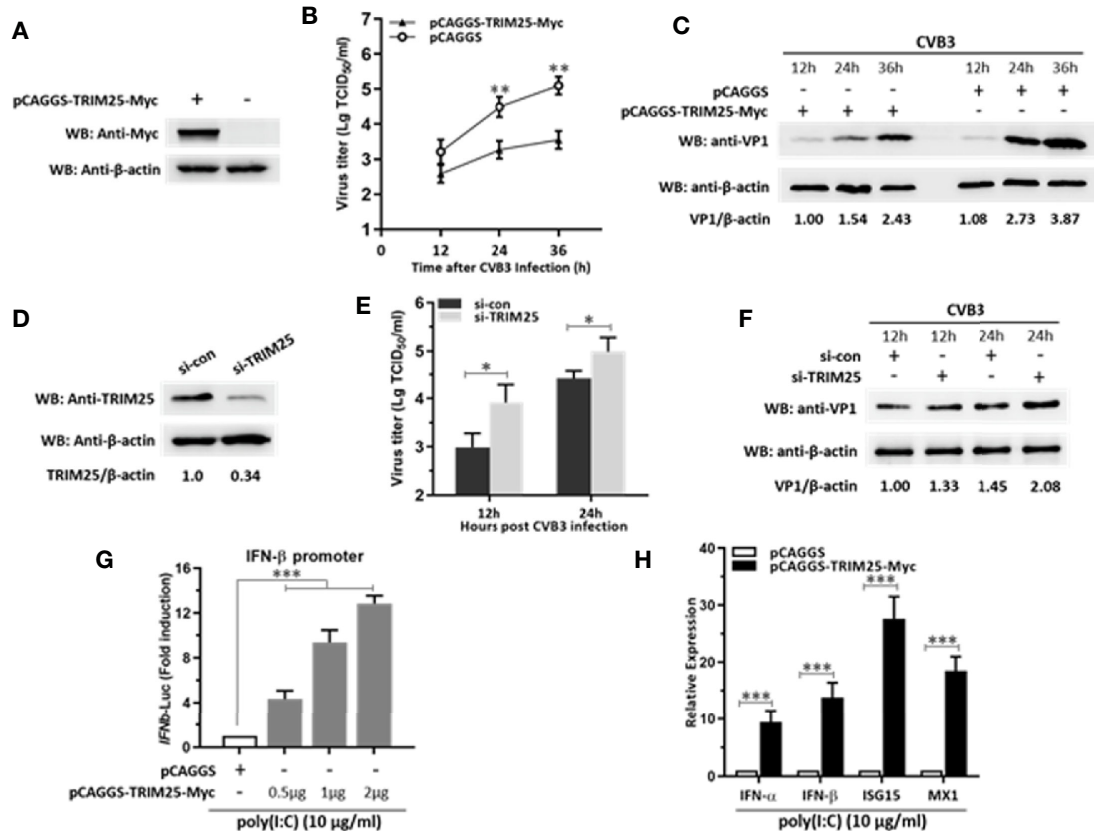 A
pCAGGS-TRIM25-Myc + -
WB: Anti-Myc
WB: Anti-β-actin
B
pCAGGS-TRIM25-Myc
pCAGGS
Virus titer (Lg TCID50/ml)
7
6
5
4
3
2
1
0 12 24 36
** **
Time after CVB3 Infection (h)
C
CVB3
12h 24h 36h 12h 24h 36h
pCAGGS - - - + + +
pCAGGS-TRIM25-Myc + + + - - -
WB: anti-VP1
WB: anti-β-actin
VP1/β-actin 1.00 1.54 2.43 1.08 2.73 3.87
D
si-con si-TRIM25
WB: Anti-TRIM25
WB: Anti-β-actin
TRIM25/β-actin 1.0 0.34
E
si-con
si-TRIM25
Virus titer (Lg TCID50/ml)
6
5
4
3
2
* *
12h 24h
Hours post CVB3 infection
F
CVB3
12h 12h 24h 24h
si-con + - + -
si-TRIM25 - + - +
WB: anti-VP1
WB: anti-β-actin
VP1/β-actin 1.00 1.33 1.45 2.08
G
IFN-β promoter
IFNb-Luc (Fold induction)
16
12
8
4
0
***
pCAGGS + - - -
pCAGGS-TRIM25-Myc - 0.5μg 1μg 2μg
poly(I:C) (10 μg/ml)
H
pCAGGS
pCAGGS-TRIM25-Myc
Relative Expression
40
30
20
10
0
*** *** *** ***
IFN-α IFN-β ISG15 MX1
poly(I:C) (10 μg/ml)